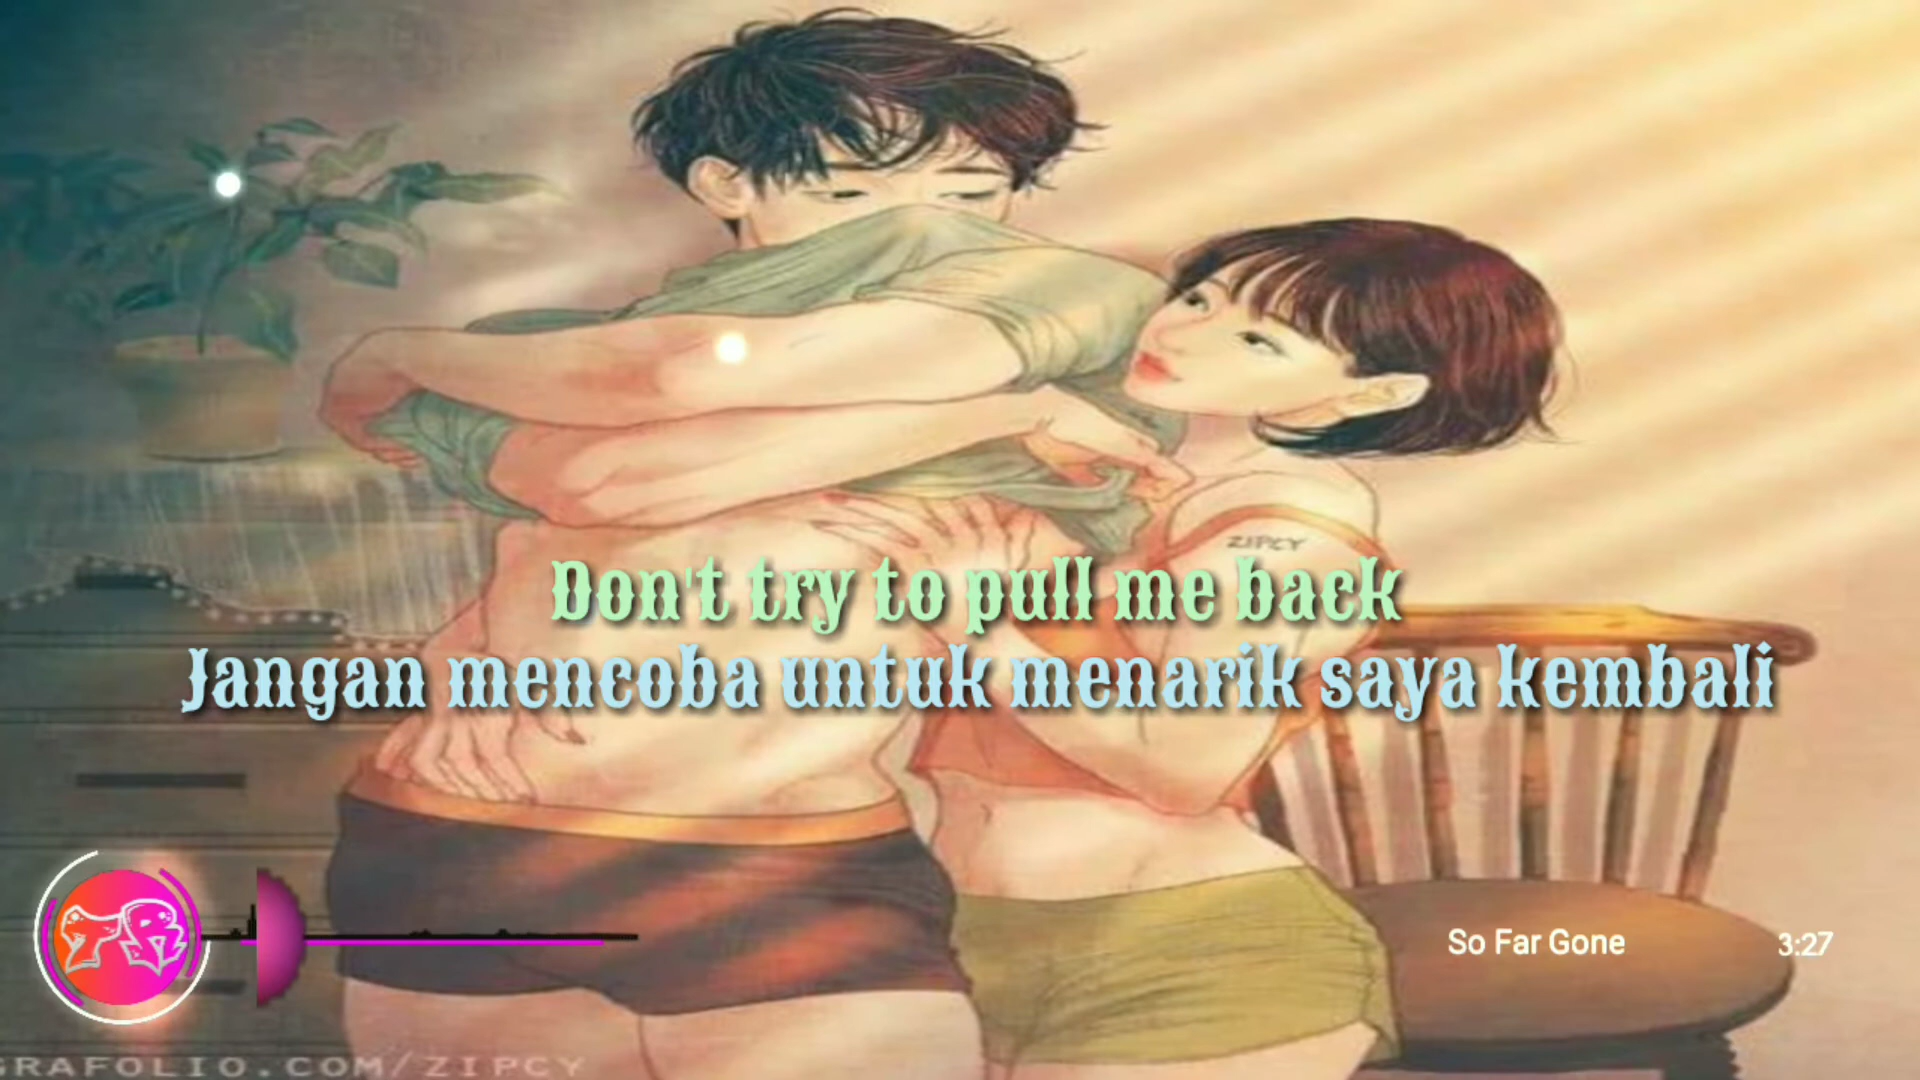 ZIPCY
Don't try to pull me back
Jangan mencoba untuk menarik saya kembali
So Far Gone
3:27
GRAFOLIO.COM/ZIPCY